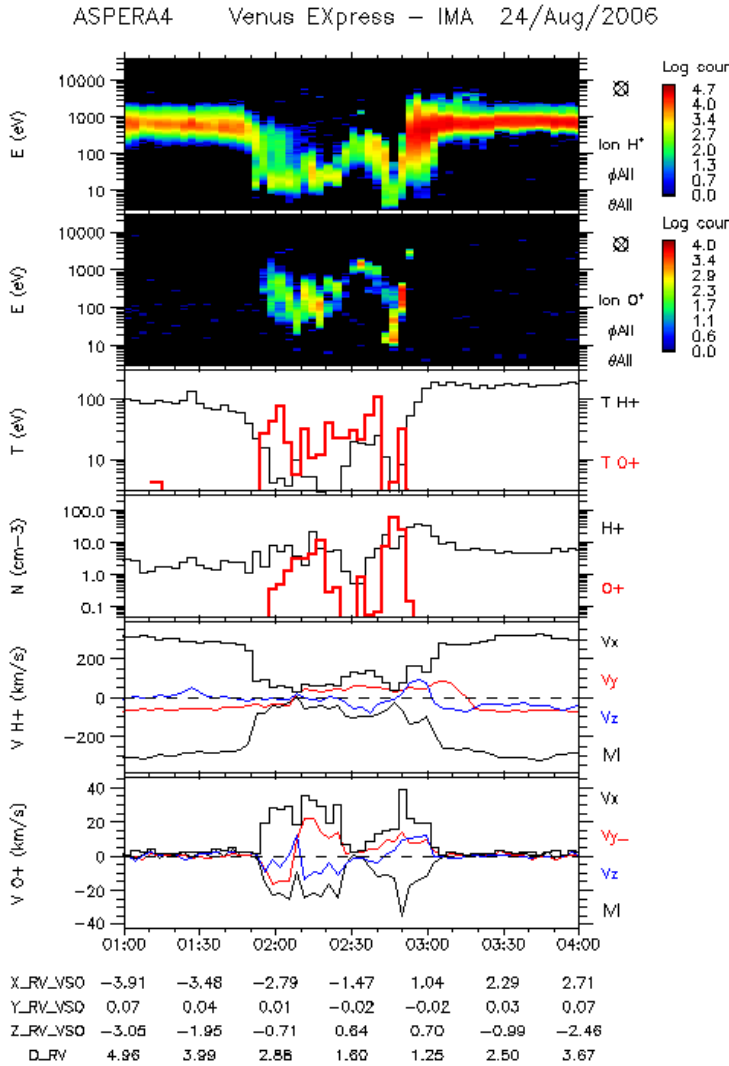 ASPERA4 Venus EXpress – IMA 24/Aug/2006
Log cour
10000
1000
100
10
E (eV)
Ion H+
φAll
θAll
4.7
4.0
3.3
2.7
2.0
1.3
0.7
0.0
Log cour
10000
1000
100
10
E (eV)
Ion O+
φAll
θAll
4.0
3.4
2.9
2.3
1.7
1.1
0.6
0.0
100
10
T (eV)
T H+
T O+
100.0
10.0
1.0
0.1
N (cm-3)
H+
O+
200
0
-200
V H+ (km/s)
Vx
Vy
Vz
Ml
40
20
0
-20
-40
V O+ (km/s)
Vx
Vy
Vz
Ml
01:00 01:30 02:00 02:30 03:00 03:30 04:00
X_RV_VSO -3.91 -3.48 -2.79 -1.47 1.04 2.29 2.71
Y_RV_VSO 0.07 0.04 0.01 -0.02 -0.02 0.03 0.07
Z_RV_VSO -3.05 -1.95 -0.71 0.64 0.70 -0.99 -2.46
D_RV 4.96 3.99 2.88 1.60 1.25 2.50 3.67